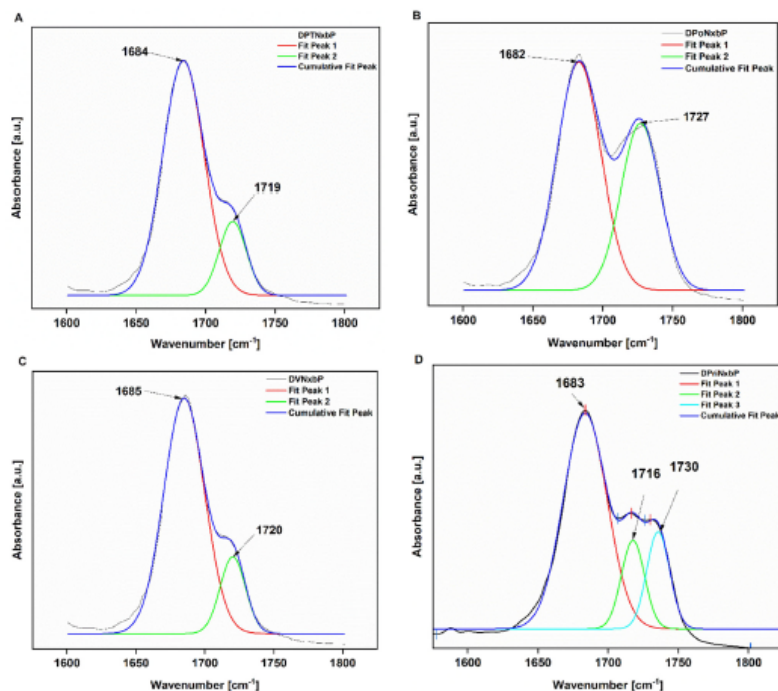 A
DPTNxbP
Fit Peak 1
Fit Peak 2
Cumulative Fit Peak
1684
1719
Absorbance [a.u.]
1600 1650 1700 1750 1800
Wavenumber [cm⁻¹]
B
DPoNxbP
Fit Peak 1
Fit Peak 2
Cumulative Fit Peak
1682
1727
Absorbance [a.u.]
1600 1650 1700 1750 1800
Wavenumber [cm⁻¹]
C
DVNxbP
Fit Peak 1
Fit Peak 2
Cumulative Fit Peak
1685
1720
Absorbance [a.u.]
1600 1650 1700 1750 1800
Wavenumber [cm⁻¹]
D
DPriNxbP
Fit Peak 1
Fit Peak 2
Fit Peak 3
Cumulative Fit Peak
1683
1716
1730
Absorbance [a.u.]
1600 1650 1700 1750 1800
Wavenumber [cm⁻¹]